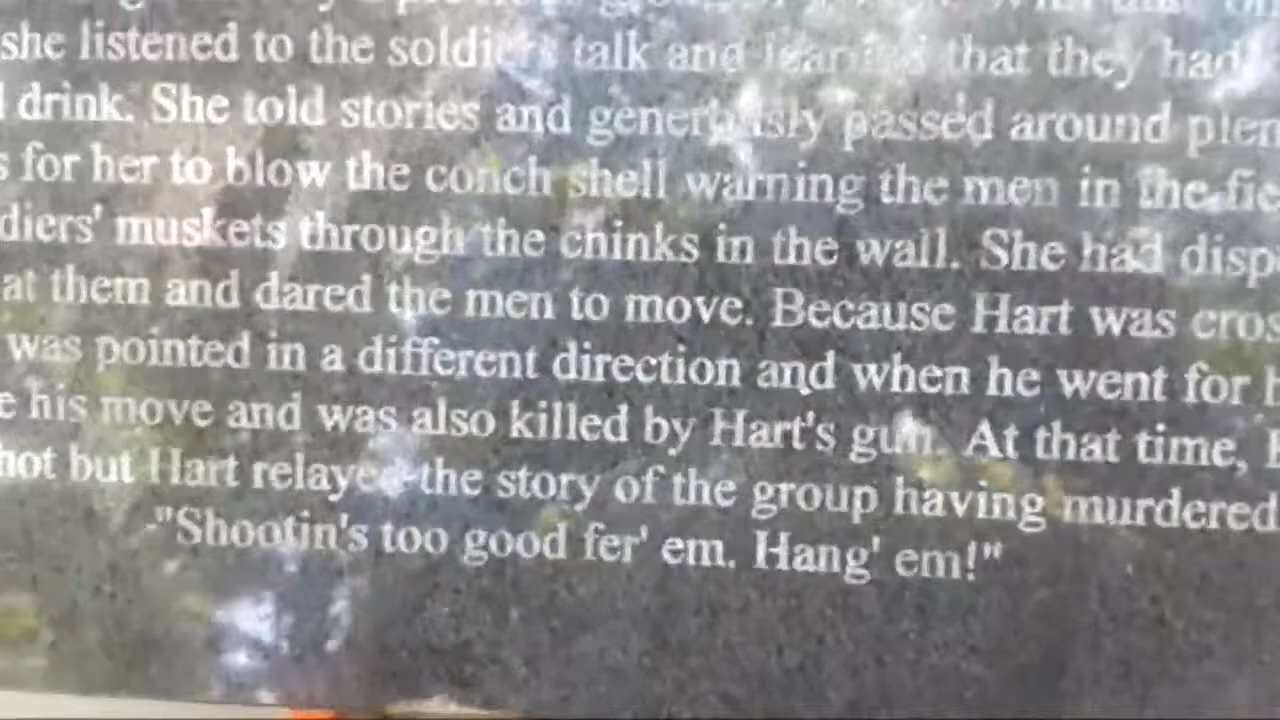 she listened to the soldiers talk and learned that they had
drink. She told stories and generously passed around
for her to blow the conch shell warning the men in the
diers' muskets through the chinks in the wall. She had disp
at them and dared the men to move. Because Hart was cros
was pointed in a different direction and when he went for
his move and was also killed by Hart's gun. At that time,
hot but Hart relayed the story of the group having murdered
"Shootin's too good fer' em. Hang' em!"